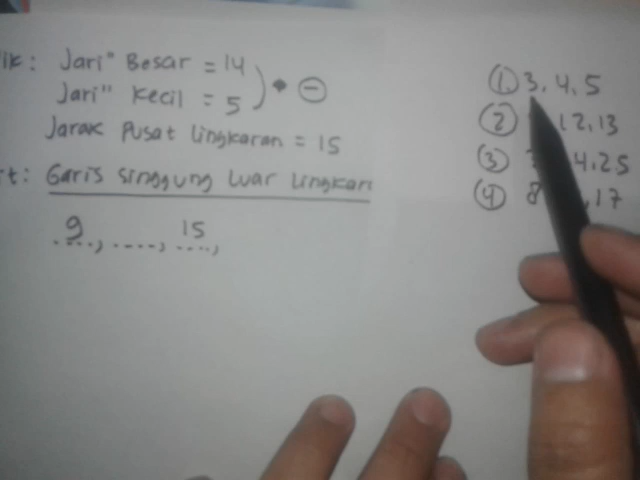 ik: Jari" Besar = 14
Jari" Kecil = 5
) • ⊖
Jarak Pusat Lingkaran = 15
t: Garis Singgung Luar Lingkar
9 15
....., ....., .....,
① 3, 4, 5
② 12, 13
③ 4, 25
④ 8 , 17